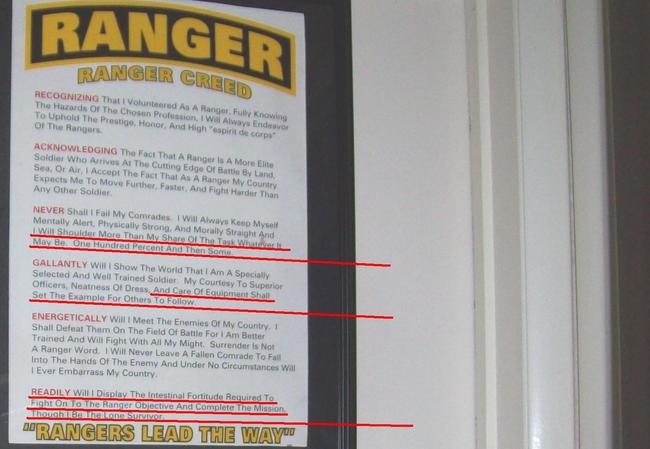 RANGER
RANGER CREED
RECOGNIZING That I Volunteered As A Ranger, Fully Knowing
The Hazards Of The Chosen Profession, I Will Always Endeavor
To Uphold The Prestige, Honor, And High "espirit de corps"
Of The Rangers.
ACKNOWLEDGING The Fact That A Ranger Is A More Elite
Soldier Who Arrives At The Cutting Edge Of Battle By Land,
Sea, Or Air, I Accept The Fact That As A Ranger My Country
Expects Me To Move Further, Faster, And Fight Harder Than
Any Other Soldier.
NEVER Shall I Fail My Comrades. I Will Always Keep Myself
Mentally Alert, Physically Strong, And Morally Straight And
I Will Shoulder More Than My Share Of The Task Whatever It
May Be. One Hundred Percent And Then Some.
GALLANTLY Will I Show The World That I Am A Specially
Selected And Well Trained Soldier. My Courtesy To Superior
Officers, Neatness Of Dress, And Care Of Equipment Shall
Set The Example For Others To Follow.
ENERGETICALLY Will I Meet The Enemies Of My Country. I
Shall Defeat Them On The Field Of Battle For I Am Better
Trained And Will Fight With All My Might. Surrender Is Not
A Ranger Word. I Will Never Leave A Fallen Comrade To Fall
Into The Hands Of The Enemy And Under No Circumstances Will
I Ever Embarrass My Country.
READILY Will I Display The Intestinal Fortitude Required To
Fight On To The Ranger Objective And Complete The Mission,
Though I Be The Lone Survivor.
"RANGERS LEAD THE WAY"